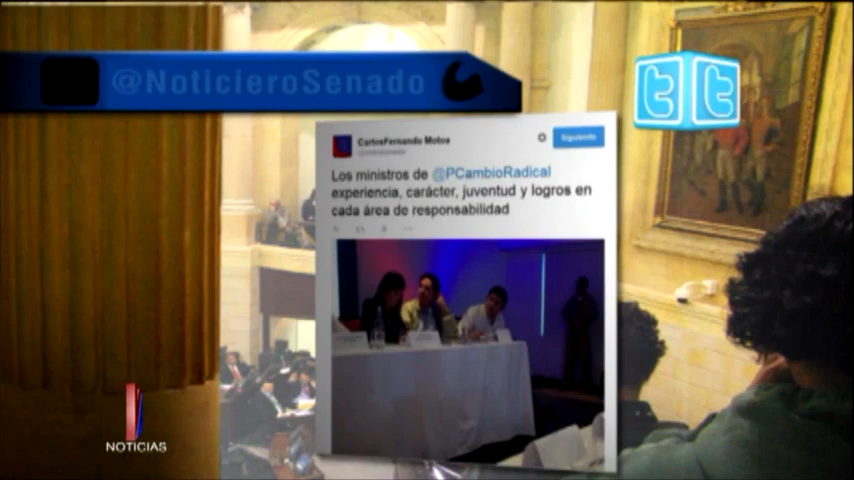 @NoticieroSenado
CarlosFernando Motoa
Siguiendo
Los ministros de @PCambioRadical
experiencia, carácter, juventud y logros en
cada área de responsabilidad
NOTICIAS